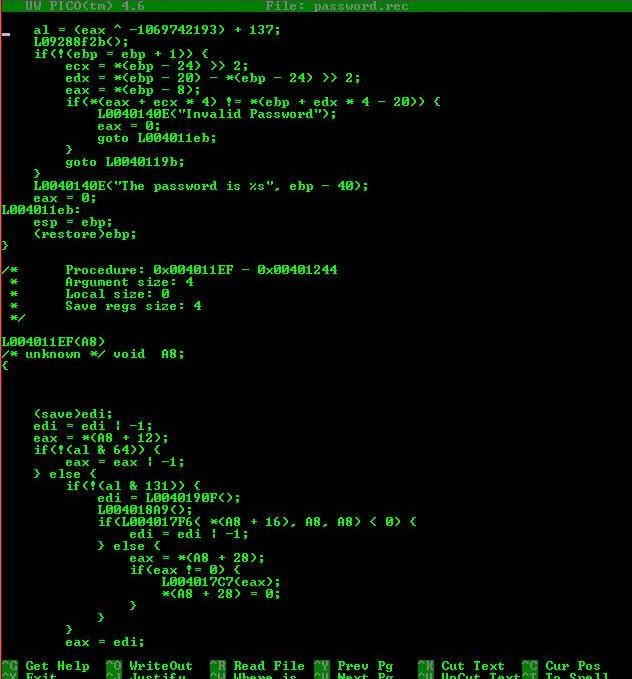 UW PICO(tm) 4.6 File: password.rec
al = (eax ^ -1069742193) + 137;
L09288f2b();
if(!(ebp = ebp + 1)) {
ecx = *(ebp - 24) >> 2;
edx = *(ebp - 20) - *(ebp - 24) >> 2;
eax = *(ebp - 8);
if(*(eax + ecx * 4) != *(ebp + edx * 4 - 20)) {
L0040140E("Invalid Password");
eax = 0;
goto L004011eb;
}
goto L0040119b;
}
L0040140E("The password is %s", ebp - 40);
eax = 0;
L004011eb:
esp = ebp;
(restore)ebp;
}
/* Procedure: 0x004011EF - 0x00401244
* Argument size: 4
* Local size: 0
* Save regs size: 4
*/
L004011EF(A8)
/* unknown */ void A8;
{
(save)edi;
edi = edi | -1;
eax = *(A8 + 12);
if(!(al & 64)) {
eax = eax | -1;
} else {
if(!(al & 131)) {
edi = L0040190F();
L004018A9();
if(L004017F6( *(A8 + 16), A8, A8) < 0) {
edi = edi | -1;
} else {
eax = *(A8 + 28);
if(eax != 0) {
L004017C7(eax);
*(A8 + 28) = 0;
}
}
}
eax = edi;
^G Get Help ^O WriteOut ^R Read File ^Y Prev Pg ^K Cut Text ^C Cur Pos
^X Exit ^J Justify ^W Where is ^V Next Pg ^U UnCut Text ^T To Spell